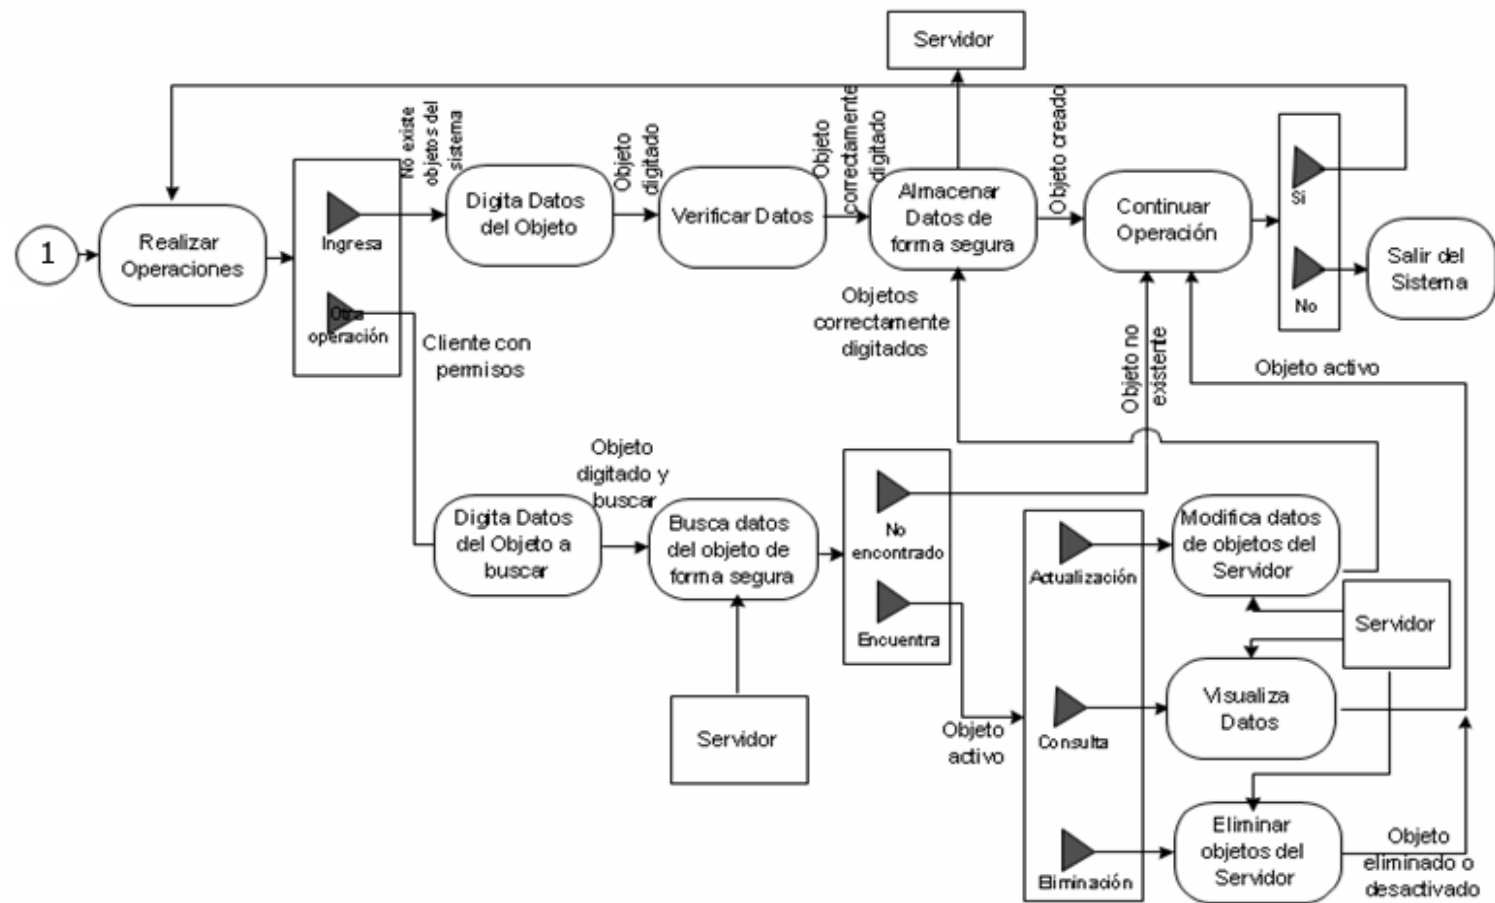 Servidor
No existe
objetos del
sistema
Objeto
digitado
Objeto
correctamente
digitado
Objeto creado
1
Realizar
Operaciones
Ingresa
Otra
operación
Digita Datos
del Objeto
Verificar Datos
Almacenar
Datos de
forma segura
Continuar
Operación
Si
No
Salir del
Sistema
Cliente con
permisos
Objetos
correctamente
digitados
Objeto no
existente
Objeto activo
Objeto
digitado y
buscar
Digita Datos
del Objeto a
buscar
Busca datos
del objeto de
forma segura
No
encontrado
Encuentra
Servidor
Objeto
activo
Actualización
Consulta
Eliminación
Modifica datos
de objetos del
Servidor
Servidor
Visualiza
Datos
Eliminar
objetos del
Servidor
Objeto
eliminado o
desactivado